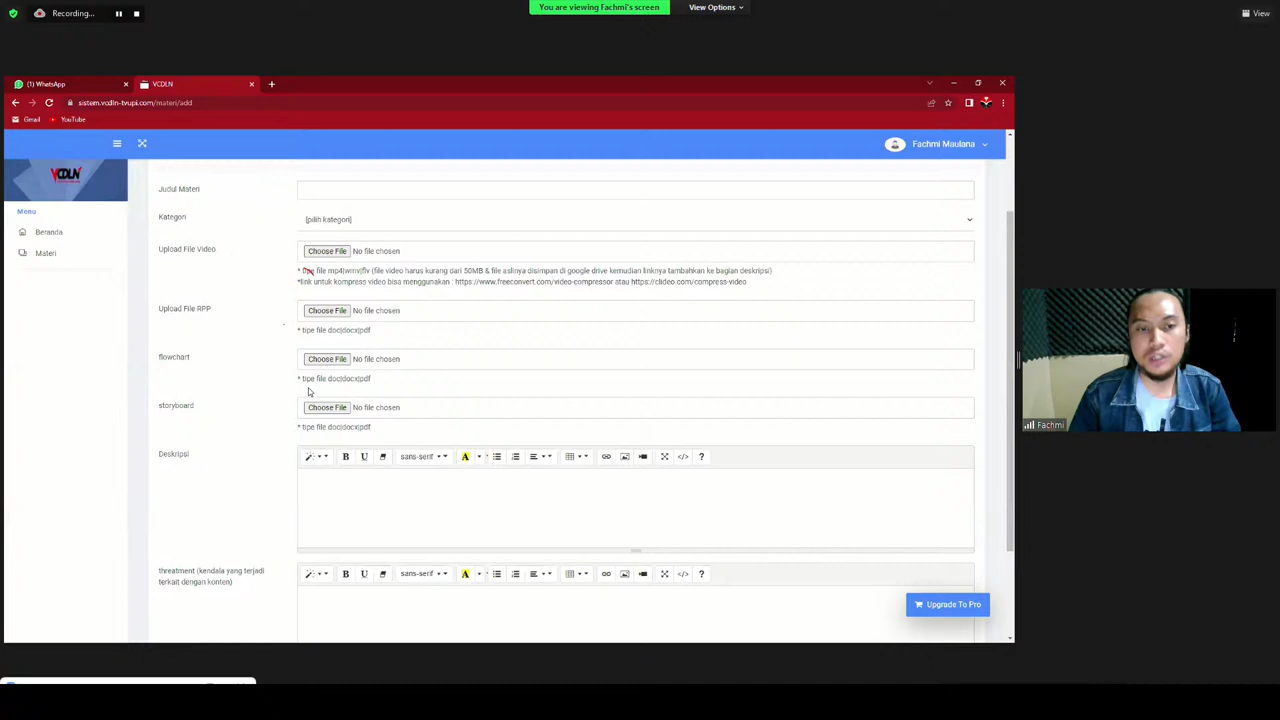 Recording...
You are viewing Fachmi's screen
View Options
View
(1) WhatsApp
VCDLN
sistem.vcdln-tvupi.com/materi/add
Gmail
YouTube
Fachmi Maulana
VCDLN
Menu
Beranda
Materi
Judul Materi
Kategori
[pilih kategori]
Upload File Video
Choose File No file chosen
* tipe file mp4|wmv|flv (file video harus kurang dari 50MB & file aslinya disimpan di google drive kemudian linknya tambahkan ke bagian deskripsi)
*link untuk kompress video bisa menggunakan : https://www.freeconvert.com/video-compressor atau https://clideo.com/compress-video
Upload File RPP
Choose File No file chosen
* tipe file doc|docx|pdf
flowchart
Choose File No file chosen
* tipe file doc|docx|pdf
storyboard
Choose File No file chosen
* tipe file doc|docx|pdf
Deskripsi
B U sans-serif A </> ?
threatment (kendala yang terjadi
terkait dengan konten)
B U sans-serif A </> ?
Upgrade To Pro
Fachmi